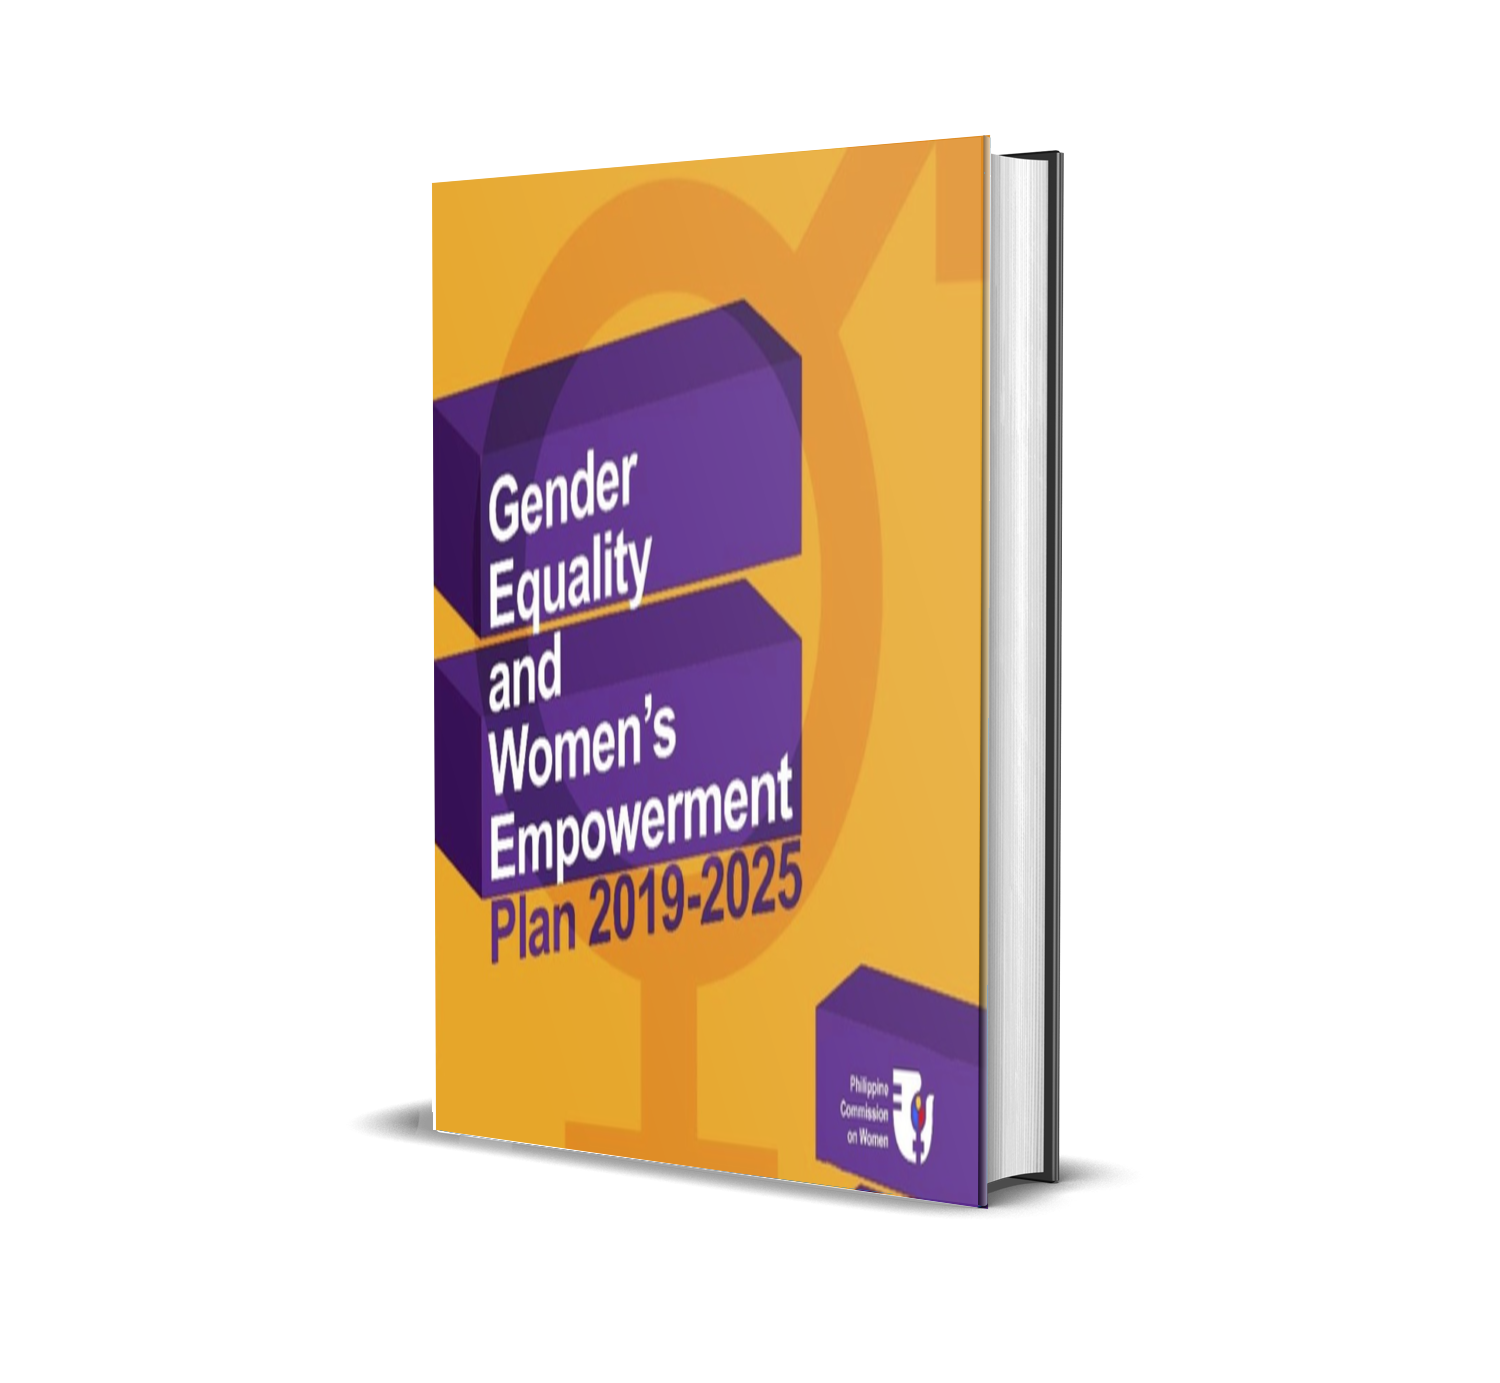 Gender
Equality
and
Women's
Empowerment
Plan 2019-2025
Philippine
Commission
on Women